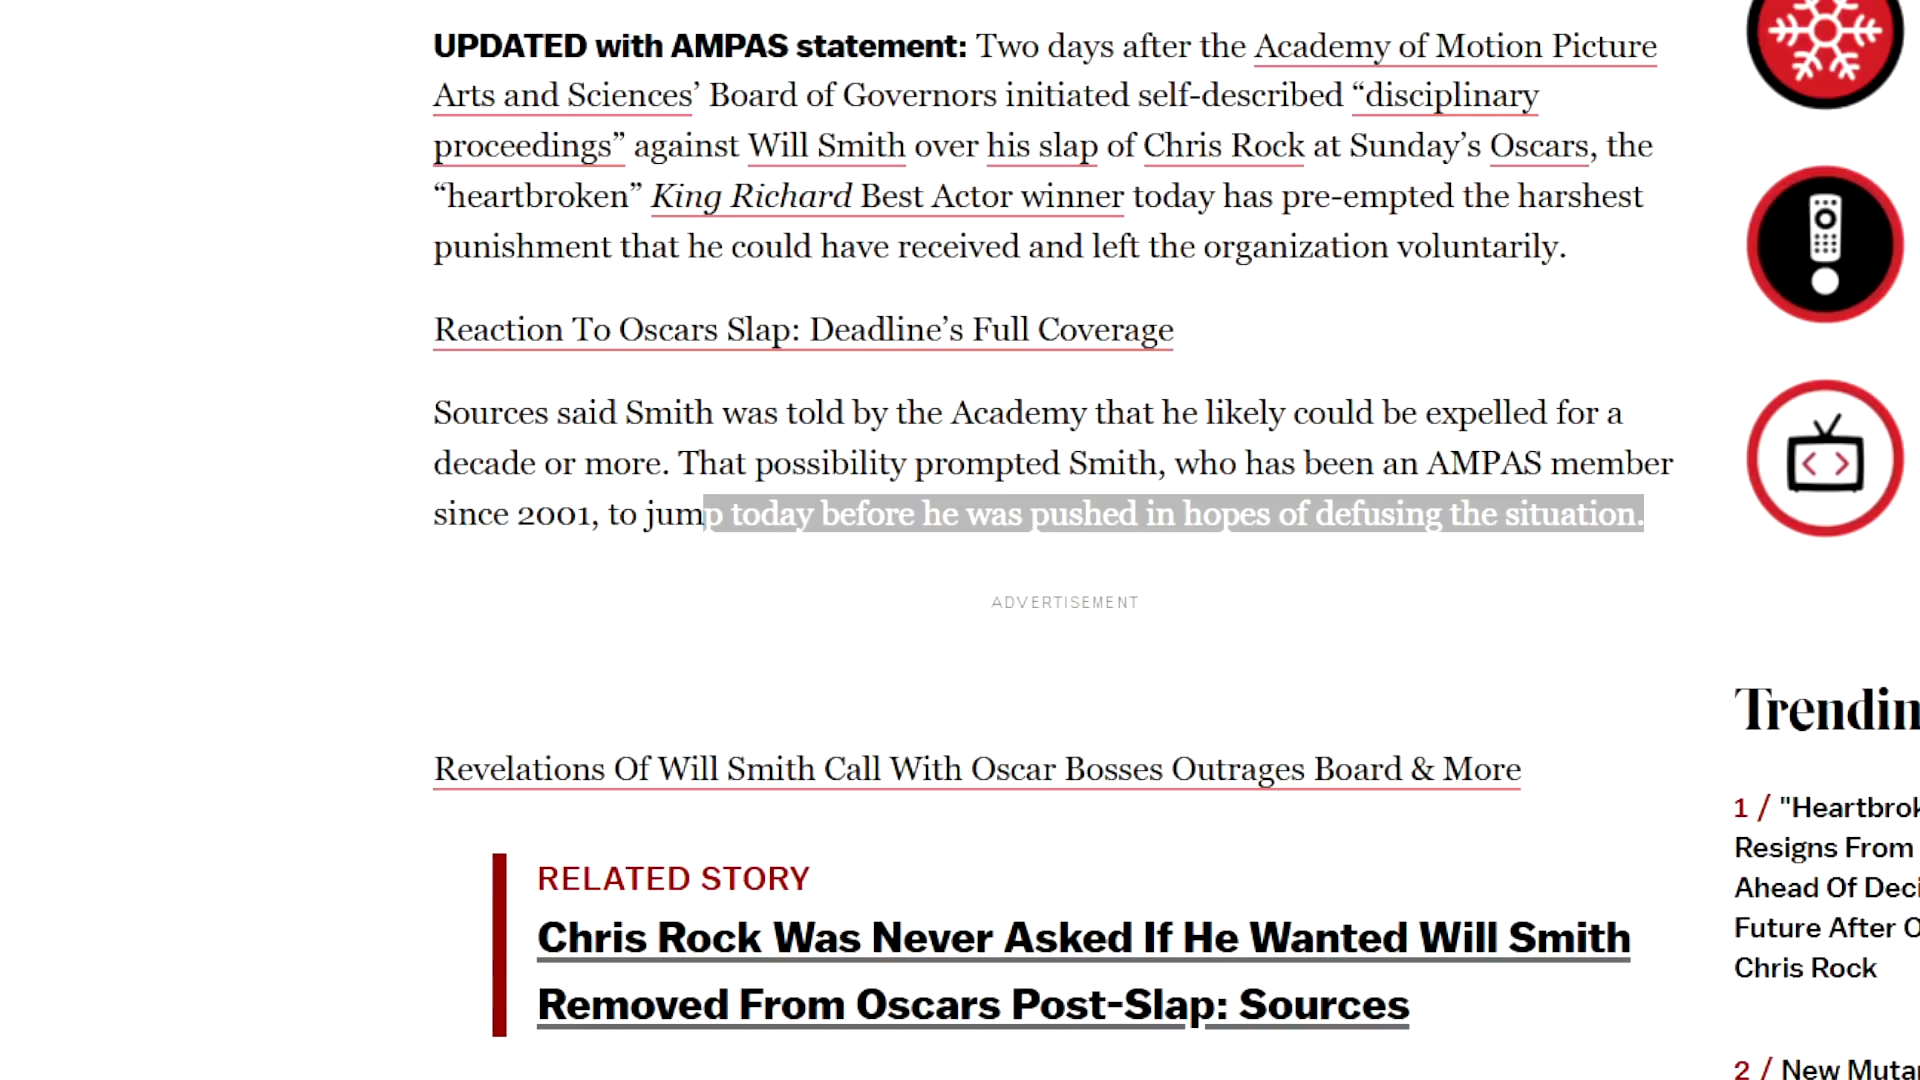 UPDATED with AMPAS statement: Two days after the Academy of Motion Picture
Arts and Sciences’ Board of Governors initiated self-described “disciplinary
proceedings” against Will Smith over his slap of Chris Rock at Sunday’s Oscars, the
“heartbroken” King Richard Best Actor winner today has pre-empted the harshest
punishment that he could have received and left the organization voluntarily.
Reaction To Oscars Slap: Deadline’s Full Coverage
Sources said Smith was told by the Academy that he likely could be expelled for a
decade or more. That possibility prompted Smith, who has been an AMPAS member
since 2001, to jump today before he was pushed in hopes of defusing the situation.
ADVERTISEMENT
Revelations Of Will Smith Call With Oscar Bosses Outrages Board & More
RELATED STORY
Chris Rock Was Never Asked If He Wanted Will Smith
Removed From Oscars Post-Slap: Sources
Trendin
1 / "Heartbrok
Resigns From
Ahead Of Deci
Future After O
Chris Rock
2 / New Muta